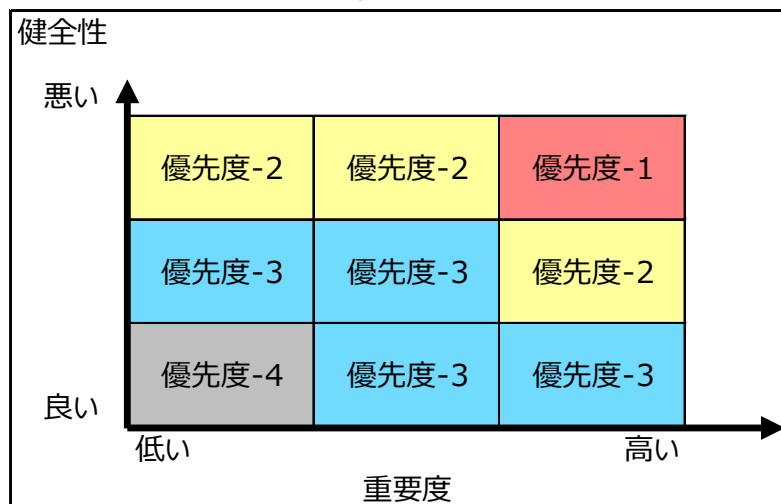 健全性
悪い
優先度-2 優先度-2 優先度-1
優先度-3 優先度-3 優先度-2
優先度-4 優先度-3 優先度-3
良い
低い 高い
重要度